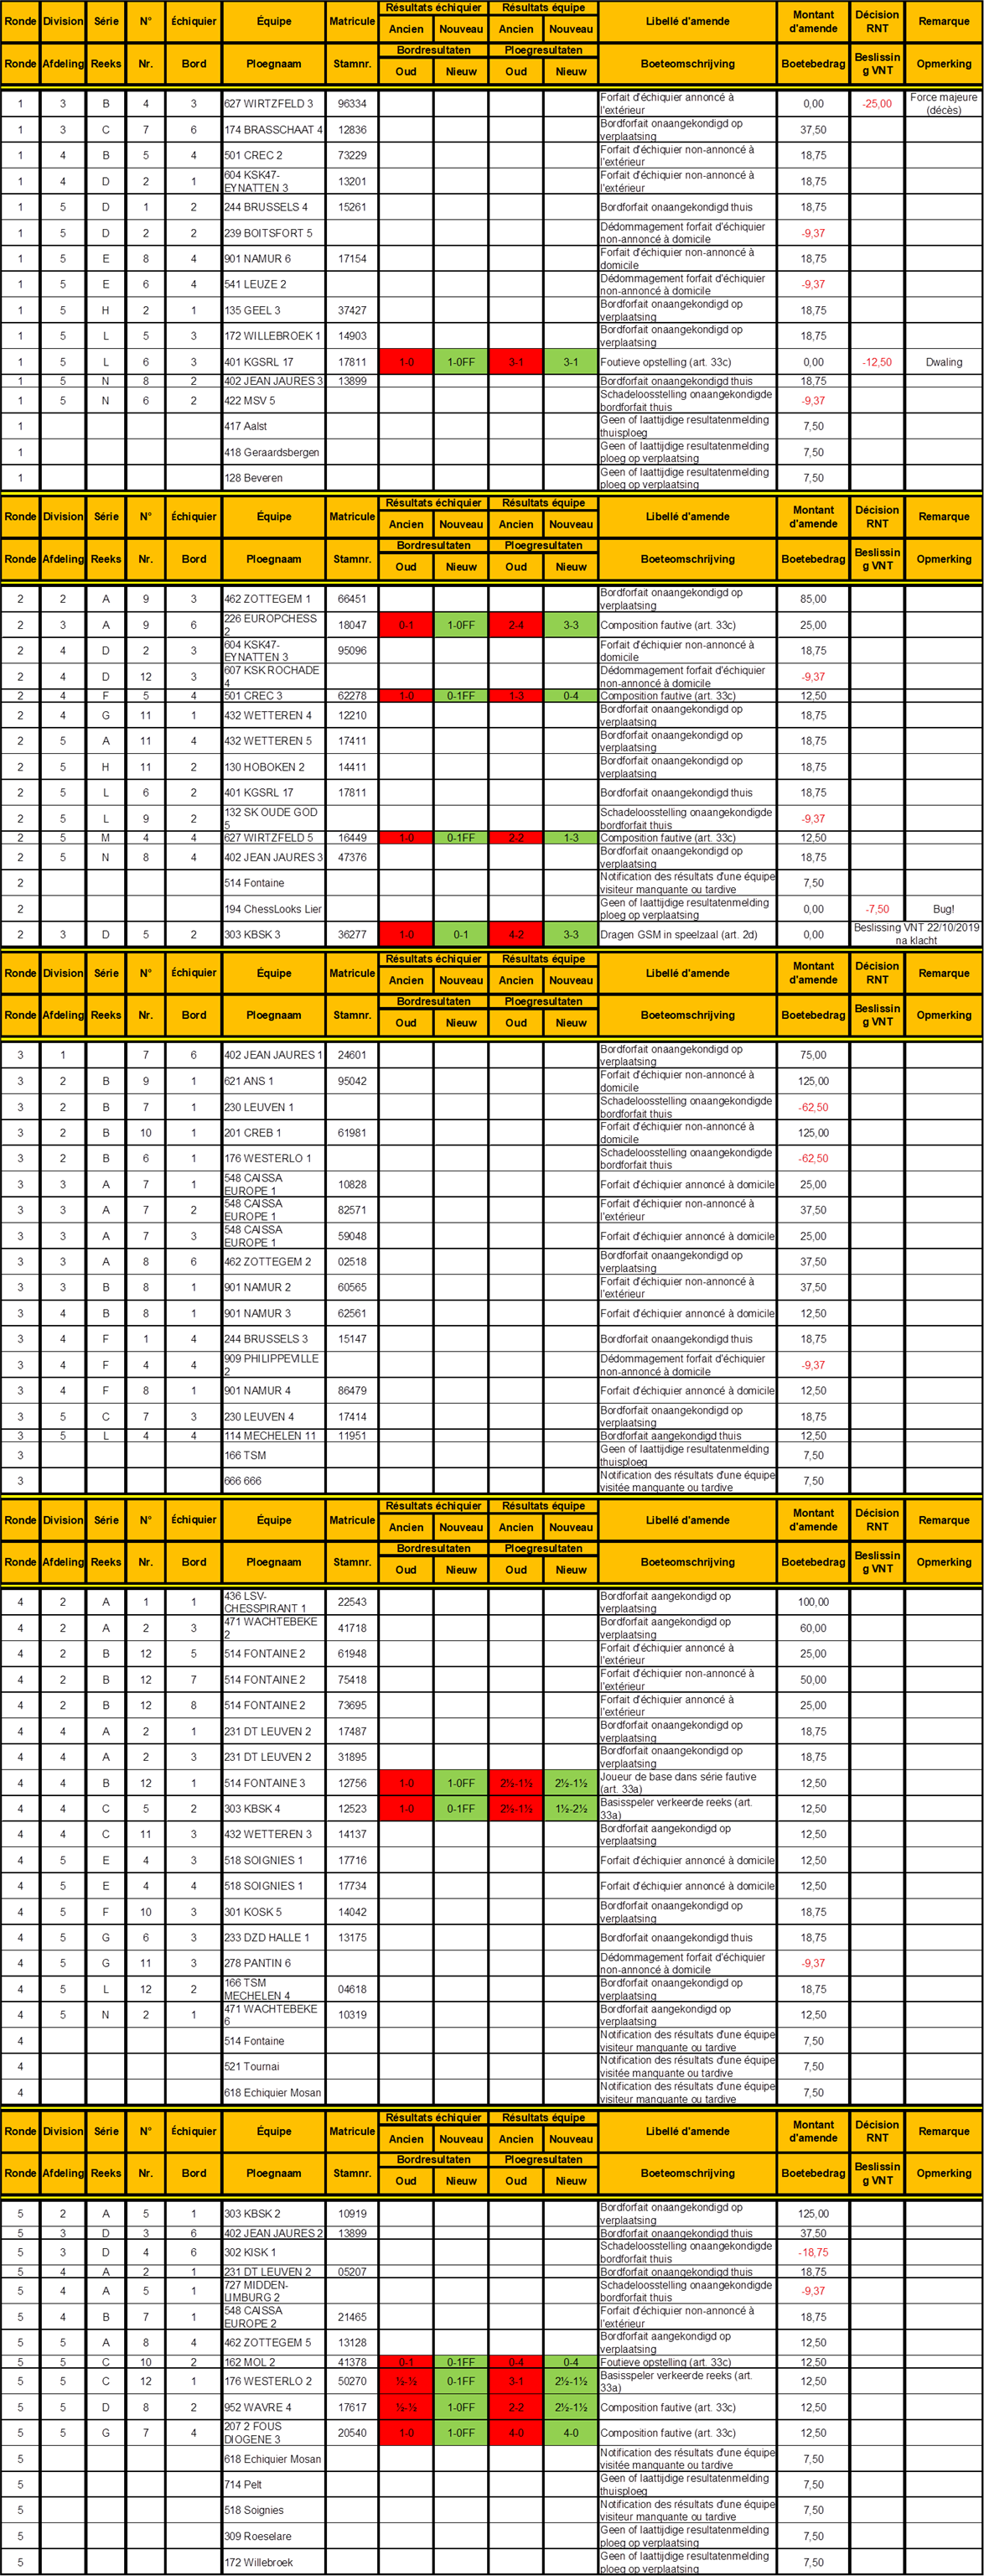 Ronde Division Série N° Échiquier Équipe Matricule Résultats échiquier Résultats équipe Libellé d'amende Montant d'amende Décision RNT Remarque
Ancien Nouveau Ancien Nouveau
Ronde Afdeling Reeks Nr. Bord Ploegnaam Stamnr. Bordresultaten Ploegresultaten Boeteomschrijving Boetebedrag Beslissing VNT Opmerking
Oud Nieuw Oud Nieuw
1 3 B 4 3 627 WIRTZFELD 3 96334 Forfait d'échiquier annoncé à l'extérieur 0,00 -25,00 Force majeure (décès)
1 3 C 7 6 174 BRASSCHAAT 4 12836 Bordforfait onaangekondigd op verplaatsing 37,50
1 4 B 5 4 501 CREC 2 73229 Forfait d'échiquier non-annoncé à l'extérieur 18,75
1 4 D 2 1 604 KSK47-EYNATTEN 3 13201 Forfait d'échiquier non-annoncé à l'extérieur 18,75
1 5 D 1 2 244 BRUSSELS 4 15261 Bordforfait onaangekondigd thuis 18,75
1 5 D 2 2 239 BOITSFORT 5 Dédommagement forfait d'échiquier non-annoncé à domicile -9,37
1 5 E 8 4 901 NAMUR 6 17154 Forfait d'échiquier non-annoncé à domicile 18,75
1 5 E 6 4 541 LEUZE 2 Dédommagement forfait d'échiquier non-annoncé à domicile -9,37
1 5 H 2 1 135 GEEL 3 37427 Bordforfait onaangekondigd op verplaatsing 18,75
1 5 L 5 3 172 WILLEBROEK 1 14903 Bordforfait onaangekondigd op verplaatsing 18,75
1 5 L 6 3 401 KGSRL 17 17811 1-0 1-0FF 3-1 3-1 Foutieve opstelling (art. 33c) 0,00 -12,50 Dwaling
1 5 N 8 2 402 JEAN JAURES 3 13899 Bordforfait onaangekondigd thuis 18,75
1 5 N 6 2 422 MSV 5 Schadeloosstelling onaangekondigde bordforfait thuis -9,37
1 417 Aalst Geen of laattijdige resultatenmelding thuisploeg 7,50
1 418 Geraardsbergen Geen of laattijdige resultatenmelding ploeg op verplaatsing 7,50
1 128 Beveren Geen of laattijdige resultatenmelding ploeg op verplaatsing 7,50
Ronde Division Série N° Échiquier Équipe Matricule Résultats échiquier Résultats équipe Libellé d'amende Montant d'amende Décision RNT Remarque
Ancien Nouveau Ancien Nouveau
Ronde Afdeling Reeks Nr. Bord Ploegnaam Stamnr. Bordresultaten Ploegresultaten Boeteomschrijving Boetebedrag Beslissing VNT Opmerking
Oud Nieuw Oud Nieuw
2 2 A 9 3 462 ZOTTEGEM 1 66451 Bordforfait onaangekondigd op verplaatsing 85,00
2 3 A 9 6 226 EUROPCHESS 2 18047 0-1 1-0FF 2-4 3-3 Composition fautive (art. 33c) 25,00
2 4 D 2 3 604 KSK47-EYNATTEN 3 95096 Forfait d'échiquier non-annoncé à domicile 18,75
2 4 D 12 3 607 KSK ROCHADE 4 Dédommagement forfait d'échiquier non-annoncé à domicile -9,37
2 4 F 5 4 501 CREC 3 62278 1-0 0-1FF 1-3 0-4 Composition fautive (art. 33c) 12,50
2 4 G 11 1 432 WETTEREN 4 12210 Bordforfait onaangekondigd op verplaatsing 18,75
2 5 A 11 4 432 WETTEREN 5 17411 Bordforfait onaangekondigd op verplaatsing 18,75
2 5 H 11 2 130 HOBOKEN 2 14411 Bordforfait onaangekondigd op verplaatsing 18,75
2 5 L 6 2 401 KGSRL 17 17811 Bordforfait onaangekondigd thuis 18,75
2 5 L 9 2 132 SK OUDE GOD 5 Schadeloosstelling onaangekondigde bordforfait thuis -9,37
2 5 M 4 4 627 WIRTZFELD 5 16449 1-0 0-1FF 2-2 1-3 Composition fautive (art. 33c) 12,50
2 5 N 8 4 402 JEAN JAURES 3 47376 Bordforfait onaangekondigd op verplaatsing 18,75
2 514 Fontaine Notification des résultats d'une équipe visiteur manquante ou tardive 7,50
2 194 ChessLooks Lier Geen of laattijdige resultatenmelding ploeg op verplaatsing 0,00 -7,50 Bug!
2 3 D 5 2 303 KBSK 3 36277 1-0 0-1 4-2 3-3 Dragen GSM in speelzaal (art. 2d) 0,00 Beslissing VNT 22/10/2019 na klacht
Ronde Division Série N° Échiquier Équipe Matricule Résultats échiquier Résultats équipe Libellé d'amende Montant d'amende Décision RNT Remarque
Ancien Nouveau Ancien Nouveau
Ronde Afdeling Reeks Nr. Bord Ploegnaam Stamnr. Bordresultaten Ploegresultaten Boeteomschrijving Boetebedrag Beslissing VNT Opmerking
Oud Nieuw Oud Nieuw
3 1 7 6 402 JEAN JAURES 1 24601 Bordforfait onaangekondigd op verplaatsing 75,00
3 2 B 9 1 621 ANS 1 95042 Forfait d'échiquier non-annoncé à domicile 125,00
3 2 B 7 1 230 LEUVEN 1 Schadeloosstelling onaangekondigde bordforfait thuis -62,50
3 2 B 10 1 201 CREB 1 61981 Forfait d'échiquier non-annoncé à domicile 125,00
3 2 B 6 1 176 WESTERLO 1 Schadeloosstelling onaangekondigde bordforfait thuis -62,50
3 3 A 7 1 548 CAISSA EUROPE 1 10828 Forfait d'échiquier annoncé à domicile 25,00
3 3 A 7 2 548 CAISSA EUROPE 1 82571 Forfait d'échiquier non-annoncé à l'extérieur 37,50
3 3 A 7 3 548 CAISSA EUROPE 1 59048 Forfait d'échiquier annoncé à domicile 25,00
3 3 A 8 6 462 ZOTTEGEM 2 02518 Bordforfait onaangekondigd op verplaatsing 37,50
3 3 B 8 1 901 NAMUR 2 60565 Forfait d'échiquier non-annoncé à l'extérieur 37,50
3 4 B 8 1 901 NAMUR 3 62561 Forfait d'échiquier annoncé à domicile 12,50
3 4 F 1 4 244 BRUSSELS 3 15147 Bordforfait onaangekondigd thuis 18,75
3 4 F 4 4 909 PHILIPPEVILLE 2 Dédommagement forfait d'échiquier non-annoncé à domicile -9,37
3 4 F 8 1 901 NAMUR 4 86479 Forfait d'échiquier annoncé à domicile 12,50
3 5 C 7 3 230 LEUVEN 4 17414 Bordforfait onaangekondigd op verplaatsing 18,75
3 5 L 4 4 114 MECHELEN 11 11951 Bordforfait aangekondigd thuis 12,50
3 166 TSM Geen of laattijdige resultatenmelding thuisploeg 7,50
3 666 666 Notification des résultats d'une équipe visitée manquante ou tardive 7,50
Ronde Division Série N° Échiquier Équipe Matricule Résultats échiquier Résultats équipe Libellé d'amende Montant d'amende Décision RNT Remarque
Ancien Nouveau Ancien Nouveau
Ronde Afdeling Reeks Nr. Bord Ploegnaam Stamnr. Bordresultaten Ploegresultaten Boeteomschrijving Boetebedrag Beslissing VNT Opmerking
Oud Nieuw Oud Nieuw
4 2 A 1 1 436 LSV-CHESSPIRANT 1 22543 Bordforfait aangekondigd op verplaatsing 100,00
4 2 A 2 3 471 WACHTEBEKE 2 41718 Bordforfait aangekondigd op verplaatsing 60,00
4 2 B 12 5 514 FONTAINE 2 61948 Forfait d'échiquier annoncé à l'extérieur 25,00
4 2 B 12 7 514 FONTAINE 2 75418 Forfait d'échiquier non-annoncé à l'extérieur 50,00
4 2 B 12 8 514 FONTAINE 2 73695 Forfait d'échiquier annoncé à l'extérieur 25,00
4 4 A 2 1 231 DT LEUVEN 2 17487 Bordforfait onaangekondigd op verplaatsing 18,75
4 4 A 2 3 231 DT LEUVEN 2 31895 Bordforfait onaangekondigd op verplaatsing 18,75
4 4 B 12 1 514 FONTAINE 3 12756 1-0 1-0FF 2½-1½ 2½-1½ Joueur de base dans série fautive (art. 33a) 12,50
4 4 C 5 2 303 KBSK 4 12523 1-0 0-1FF 2½-1½ 1½-2½ Basisspeler verkeerde reeks (art. 33a) 12,50
4 4 C 11 3 432 WETTEREN 3 14137 Bordforfait aangekondigd op verplaatsing 12,50
4 5 E 4 3 518 SOIGNIES 1 17716 Forfait d'échiquier annoncé à domicile 12,50
4 5 E 4 4 518 SOIGNIES 1 17734 Forfait d'échiquier annoncé à domicile 12,50
4 5 F 10 3 301 KOSK 5 14042 Bordforfait onaangekondigd op verplaatsing 18,75
4 5 G 6 3 233 DZD HALLE 1 13175 Bordforfait onaangekondigd thuis 18,75
4 5 G 11 3 278 PANTIN 6 Dédommagement forfait d'échiquier non-annoncé à domicile -9,37
4 5 L 12 2 166 TSM MECHELEN 4 04618 Bordforfait onaangekondigd op verplaatsing 18,75
4 5 N 2 1 471 WACHTEBEKE 6 10319 Bordforfait aangekondigd op verplaatsing 12,50
4 514 Fontaine Notification des résultats d'une équipe visiteur manquante ou tardive 7,50
4 521 Tournai Notification des résultats d'une équipe visitée manquante ou tardive 7,50
4 618 Echiquier Mosan Notification des résultats d'une équipe visiteur manquante ou tardive 7,50
Ronde Division Série N° Échiquier Équipe Matricule Résultats échiquier Résultats équipe Libellé d'amende Montant d'amende Décision RNT Remarque
Ancien Nouveau Ancien Nouveau
Ronde Afdeling Reeks Nr. Bord Ploegnaam Stamnr. Bordresultaten Ploegresultaten Boeteomschrijving Boetebedrag Beslissing VNT Opmerking
Oud Nieuw Oud Nieuw
5 2 A 5 1 303 KBSK 2 10919 Bordforfait onaangekondigd op verplaatsing 125,00
5 3 D 3 6 402 JEAN JAURES 2 13899 Bordforfait onaangekondigd thuis 37,50
5 3 D 4 6 302 KISK 1 Schadeloosstelling onaangekondigde bordforfait thuis -18,75
5 4 A 2 1 231 DT LEUVEN 2 05207 Bordforfait onaangekondigd thuis 18,75
5 4 A 5 1 727 MIDDEN-LIMBURG 2 Schadeloosstelling onaangekondigde bordforfait thuis -9,37
5 4 B 7 1 548 CAISSA EUROPE 2 21465 Forfait d'échiquier non-annoncé à l'extérieur 18,75
5 5 A 8 4 462 ZOTTEGEM 5 13128 Bordforfait aangekondigd op verplaatsing 12,50
5 5 C 10 2 162 MOL 2 41378 0-1 0-1FF 0-4 0-4 Foutieve opstelling (art. 33c) 12,50
5 5 C 12 1 176 WESTERLO 2 50270 ½-½ 0-1FF 3-1 2½-1½ Basisspeler verkeerde reeks (art. 33a) 12,50
5 5 D 8 2 952 WAVRE 4 17617 ½-½ 1-0FF 2-2 2½-1½ Composition fautive (art. 33c) 12,50
5 5 G 7 4 207 2 FOUS DIOGENE 3 20540 1-0 1-0FF 4-0 4-0 Composition fautive (art. 33c) 12,50
5 618 Echiquier Mosan Notification des résultats d'une équipe visitée manquante ou tardive 7,50
5 714 Pelt Geen of laattijdige resultatenmelding thuisploeg 7,50
5 518 Soignies Notification des résultats d'une équipe visiteur manquante ou tardive 7,50
5 309 Roeselare Geen of laattijdige resultatenmelding ploeg op verplaatsing 7,50
5 172 Willebroek Geen of laattijdige resultatenmelding ploeg op verplaatsing 7,50